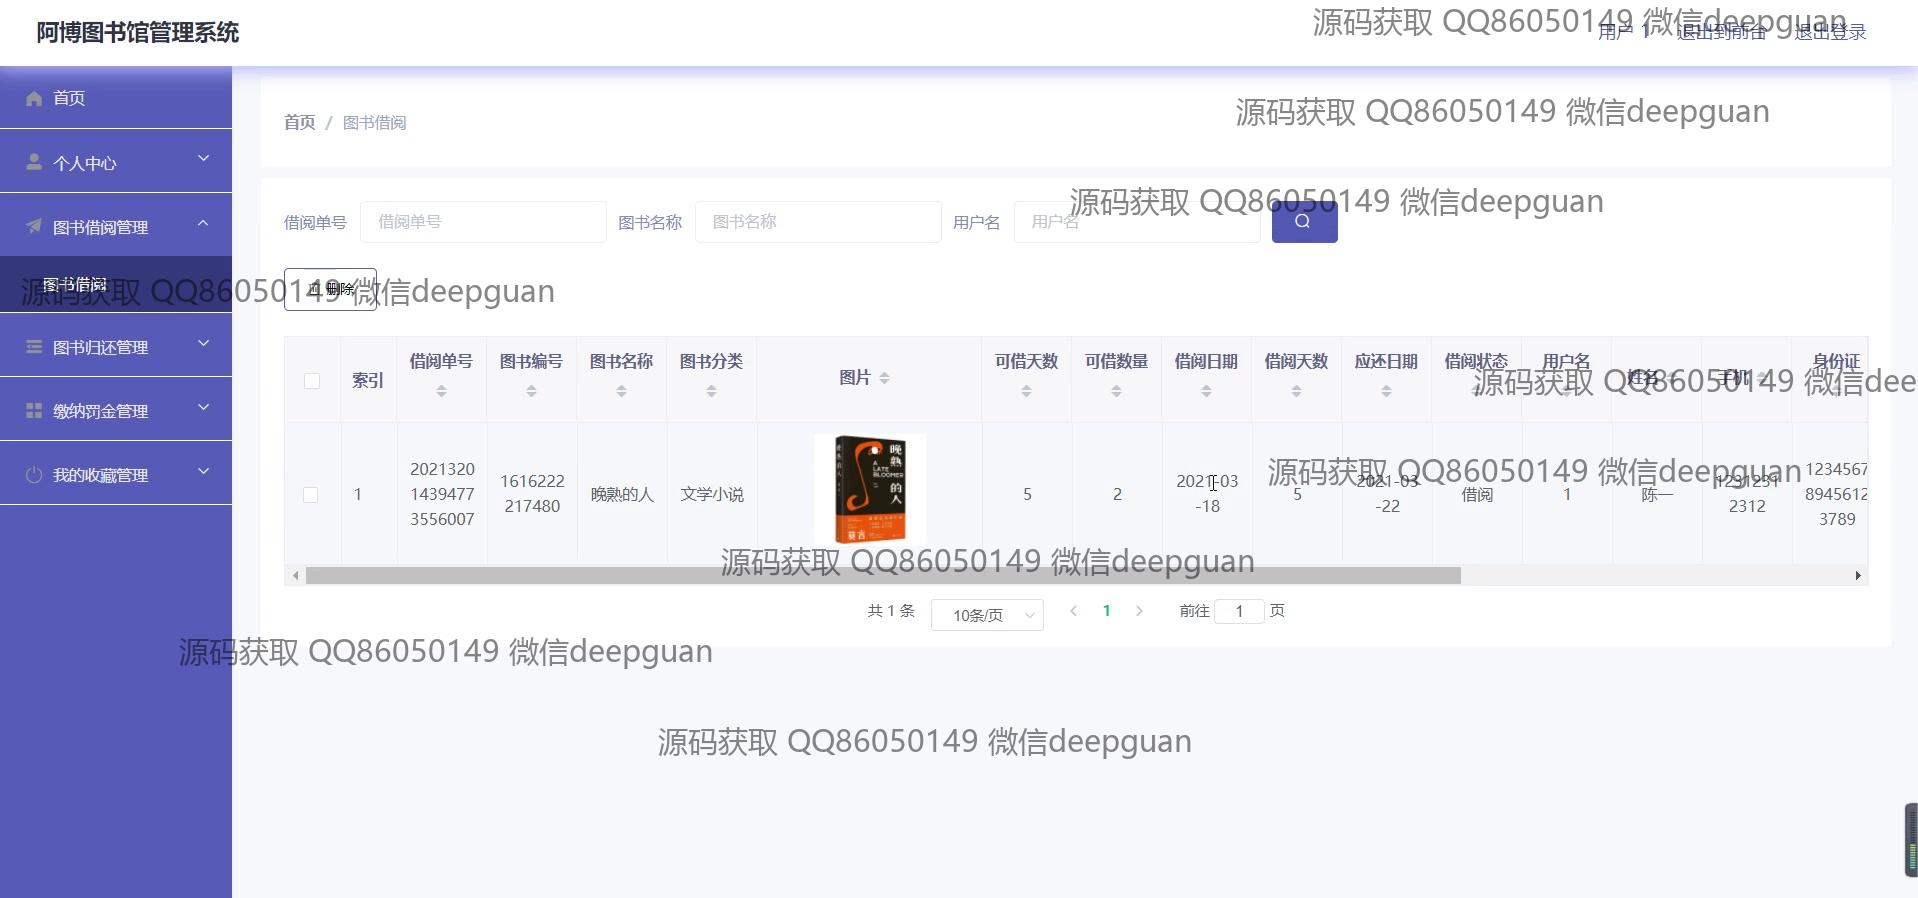 阿博图书馆管理系统
源码获取 QQ86050149 微信deepguan
用户 1 退出到前台 退出登录
首页
个人中心
图书借阅管理
图书借阅
图书归还管理
缴纳罚金管理
我的收藏管理
首页 / 图书借阅
源码获取 QQ86050149 微信deepguan
借阅单号 借阅单号 图书名称 图书名称 用户名 用户名
源码获取 QQ86050149 微信deepguan
删除
源码获取 QQ86050149 微信deepguan
索引 借阅单号 图书编号 图书名称 图书分类 图片 可借天数 可借数量 借阅日期 借阅天数 应还日期 借阅状态 用户名 姓名 手机 身份证
源码获取 QQ86050149 微信dee
1 2021320 1439477 3556007 1616222 217480 晚熟的人 文学小说 5 2 2021-03 -18 5 2021-03 -22 借阅 1 陈一 1231231 2312 1234567 8945612 3789
晚熟的人
A LATE BLOOMER
晚熟的人
莫言
源码获取 QQ86050149 微信deepguan
源码获取 QQ86050149 微信deepguan
共 1 条 10条/页 1 前往 1 页
源码获取 QQ86050149 微信deepguan
源码获取 QQ86050149 微信deepguan